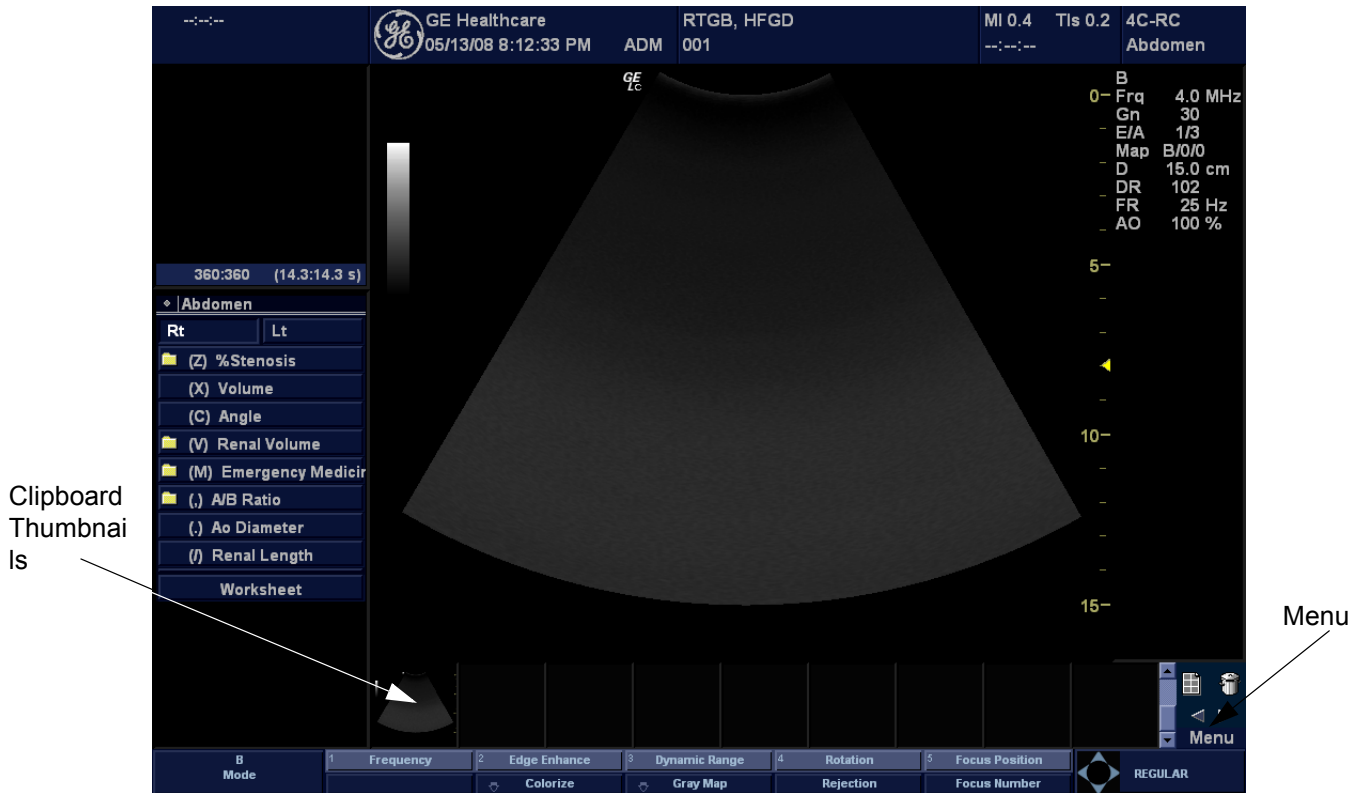 --:--:--
GE Healthcare
RTGB, HFGD
MI 0.4
TIs 0.2
4C-RC
05/13/08 8:12:33 PM
ADM
001
--:--:--
Abdomen
GE
LC
B
Frq 4.0 MHz
Gn 30
E/A 1/3
Map B/0/0
D 15.0 cm
DR 102
FR 25 Hz
AO 100 %
0
5
10
15
360:360 (14.3:14.3 s)
Abdomen
Rt
Lt
(Z) %Stenosis
(X) Volume
(C) Angle
(V) Renal Volume
(M) Emergency Medicin
(,) A/B Ratio
(.) Ao Diameter
(/) Renal Length
Worksheet
Clipboard
Thumbnai
ls
Menu
Menu
B
Mode
1 Frequency
2 Edge Enhance
3 Dynamic Range
4 Rotation
5 Focus Position
Colorize
Gray Map
Rejection
Focus Number
REGULAR